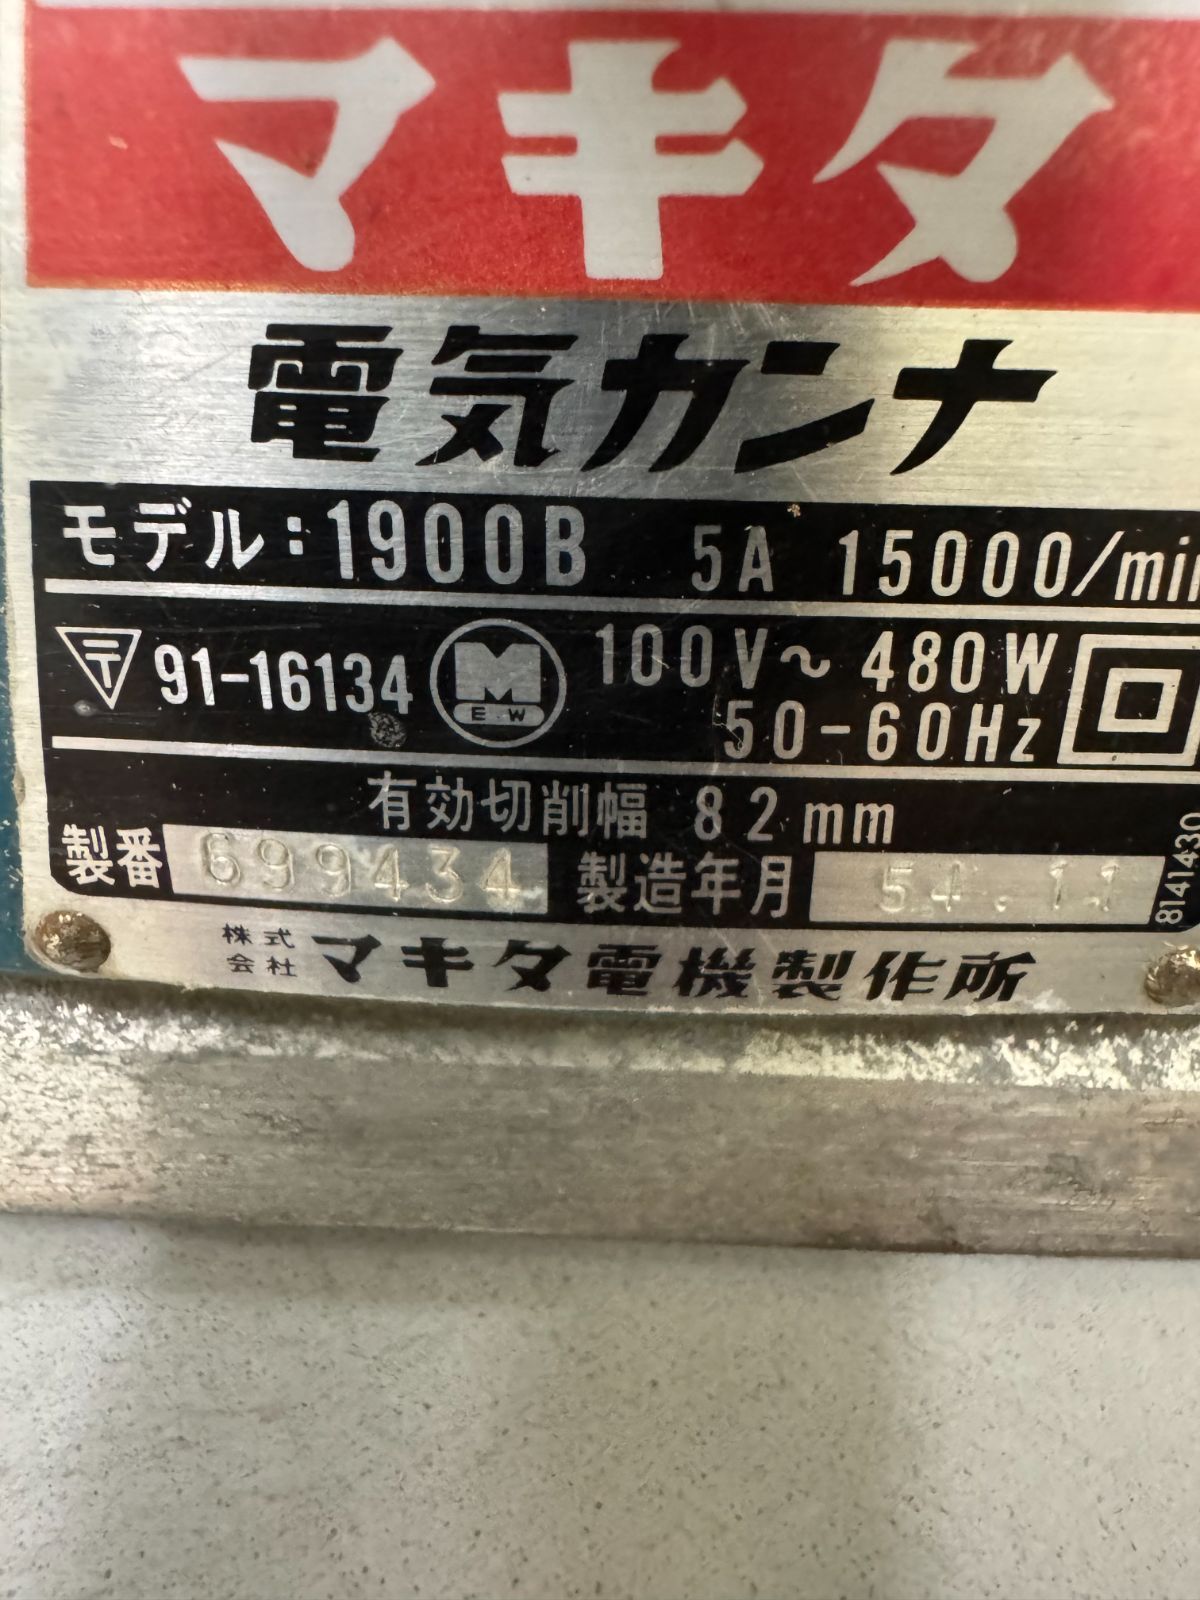 マキタ
電気カンナ
モデル：1900B 5A 15000/min
〒 91-16134 M EW 100V～480W
50-60Hz
有効切削幅 82mm
製番 699434 製造年月 54.11
8141430
株式会社 マキタ電機製作所